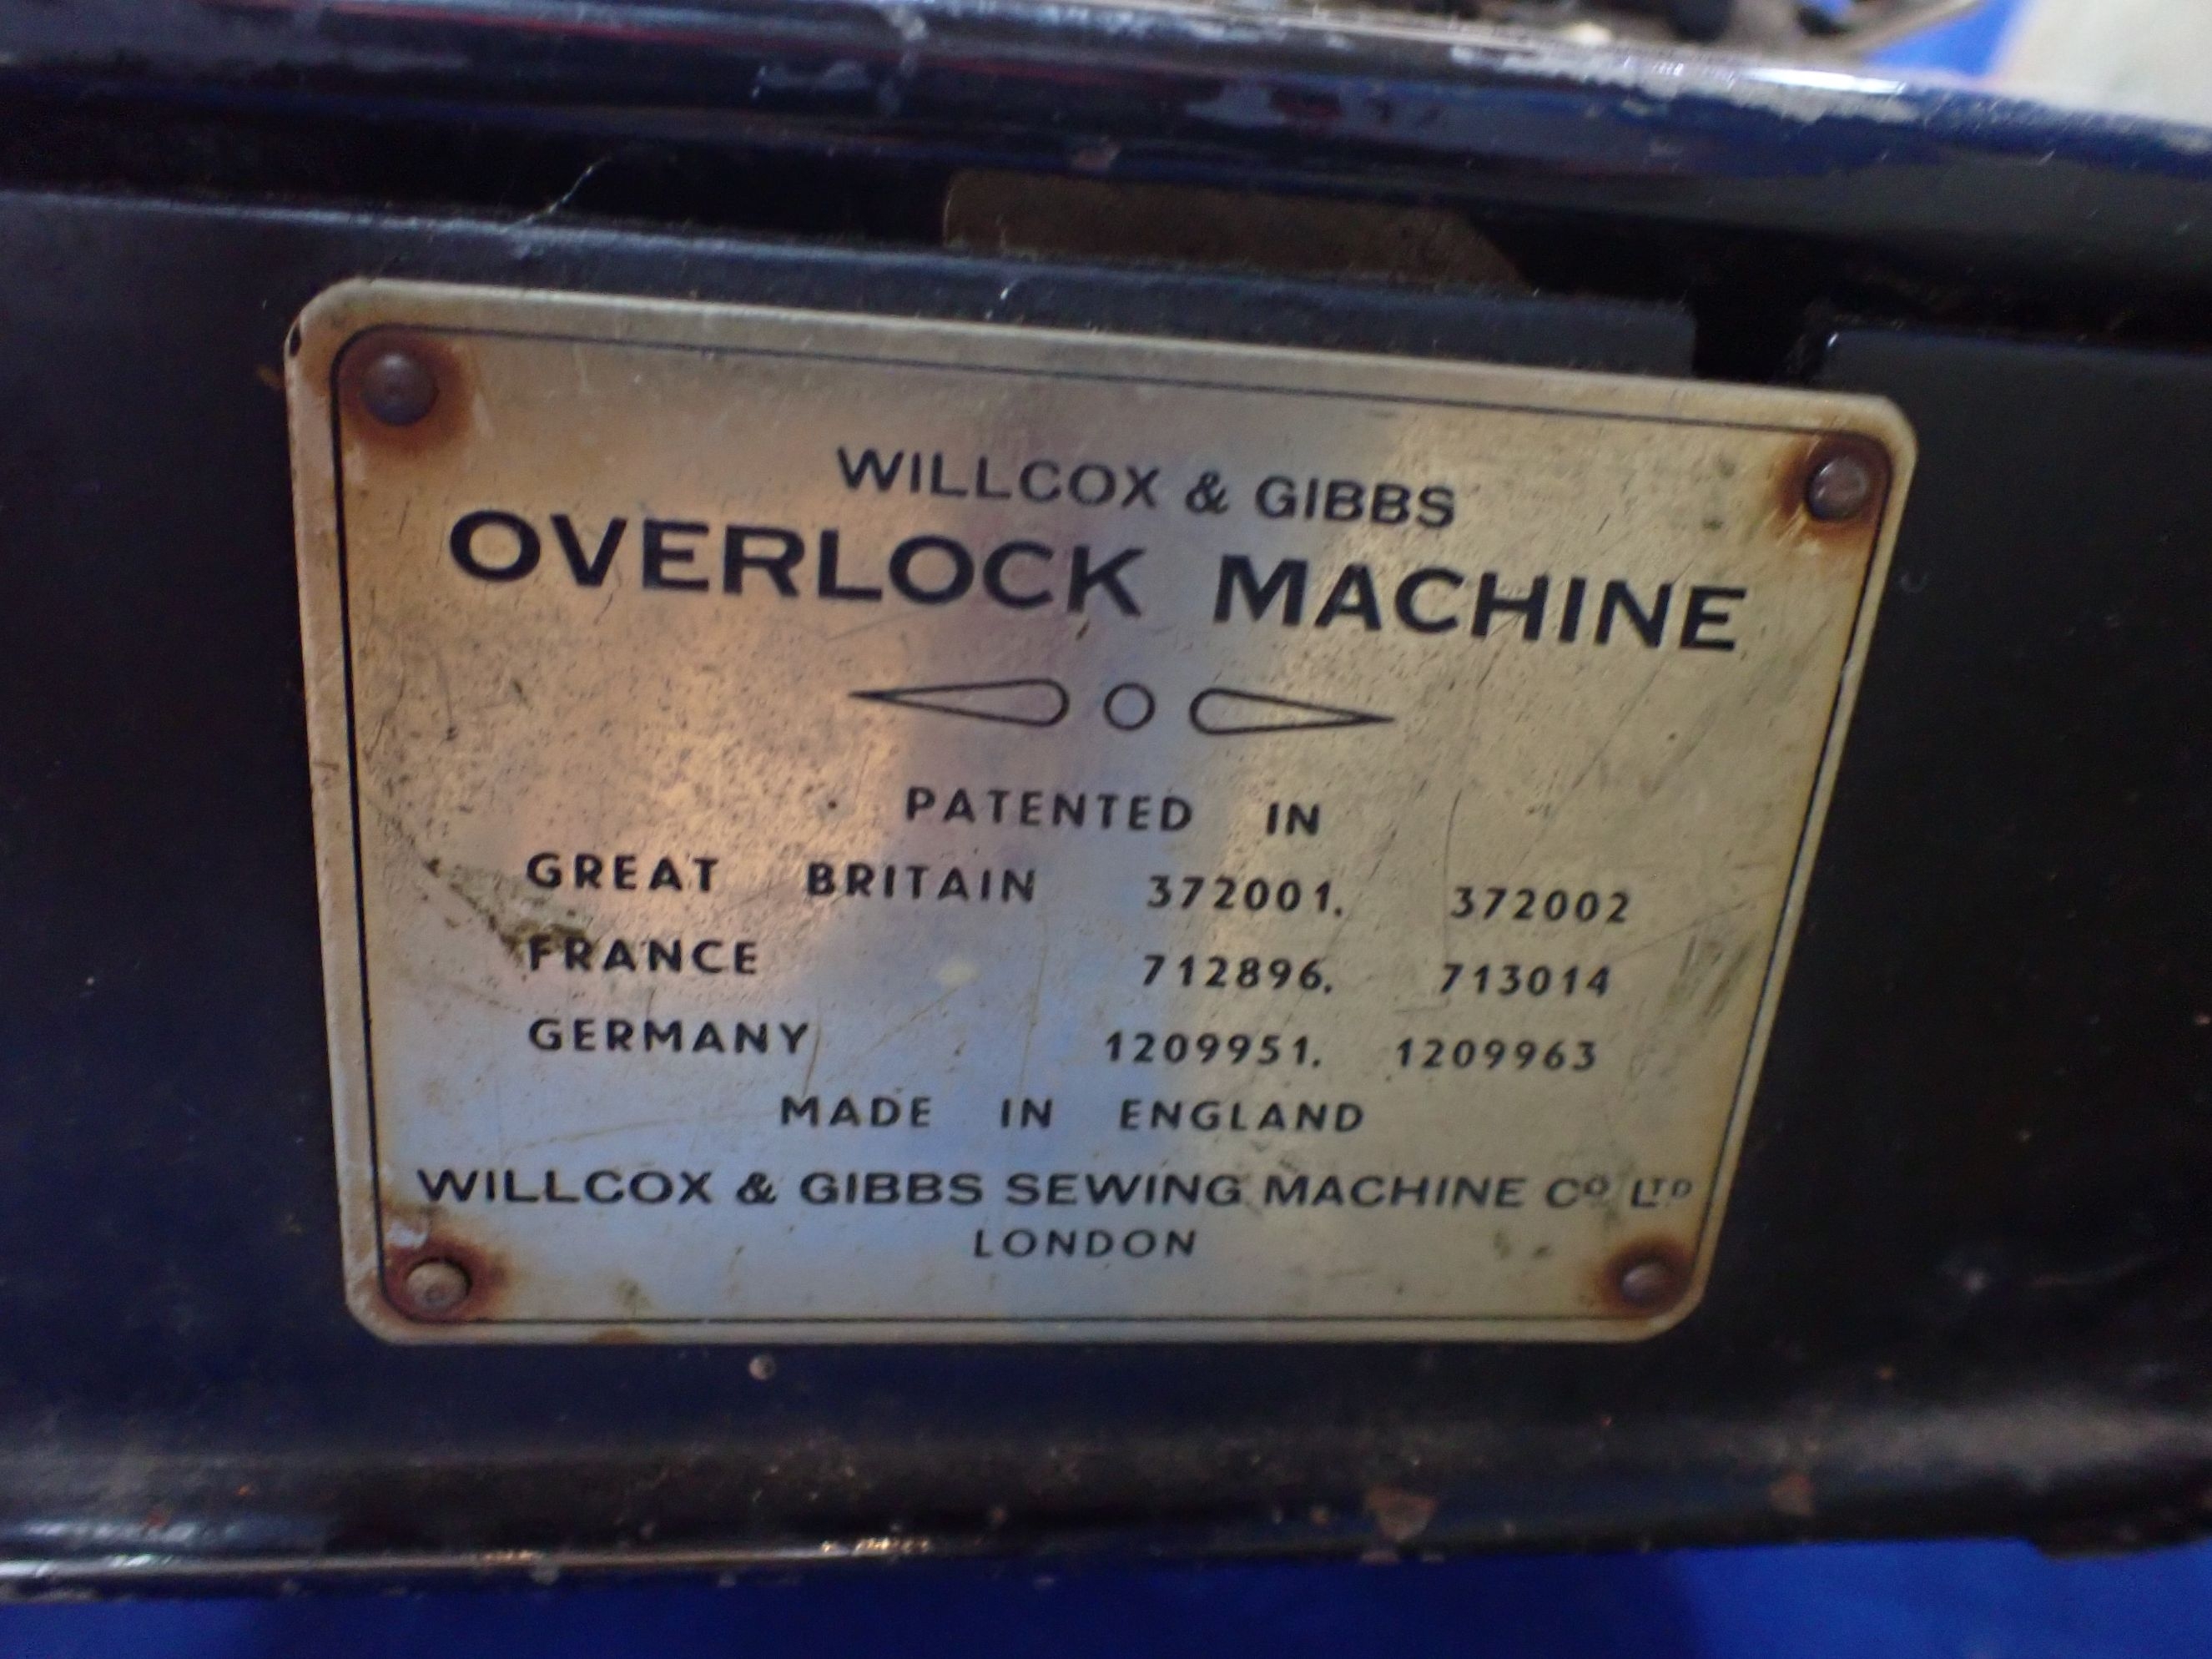 WILLCOX & GIBBS
OVERLOCK MACHINE
PATENTED IN
GREAT BRITAIN 372001. 372002
FRANCE 712896. 713014
GERMANY 1209951. 1209963
MADE IN ENGLAND
WILLCOX & GIBBS SEWING MACHINE CO LTD
LONDON